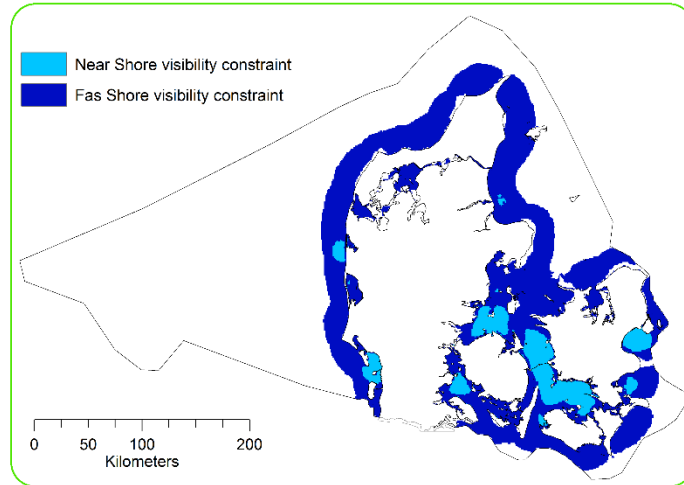 Near Shore visibility constraint
Fas Shore visibility constraint
0 50 100 200
Kilometers